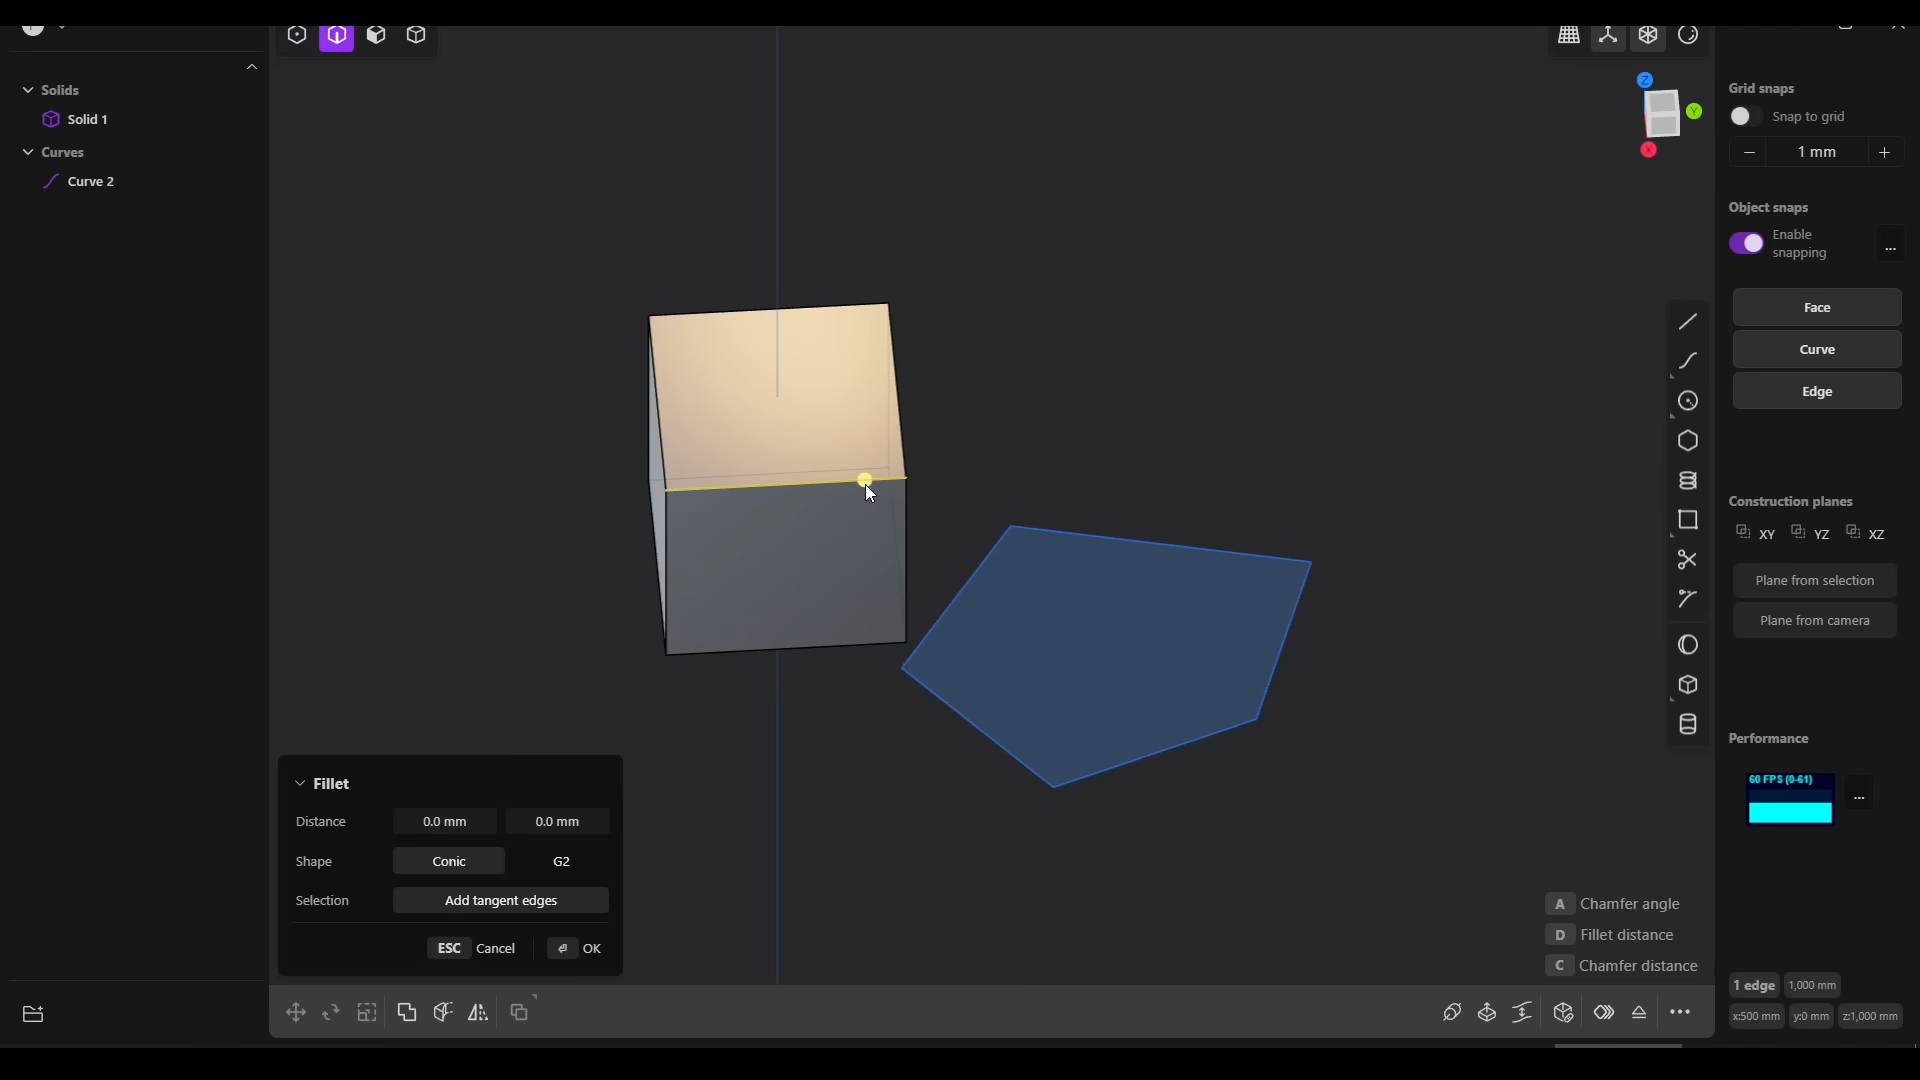 Solids
Solid 1
Curves
Curve 2
Z
Y
X
Grid snaps
Snap to grid
1 mm
Object snaps
Enable
snapping
...
Face
Curve
Edge
Construction planes
XY
YZ
XZ
Plane from selection
Plane from camera
Performance
60 FPS (0-61)
...
Fillet
Distance
0.0 mm
0.0 mm
Shape
Conic
G2
Selection
Add tangent edges
ESC Cancel
OK
A Chamfer angle
D Fillet distance
C Chamfer distance
1 edge 1,000 mm
x:500 mm y:0 mm z:1,000 mm